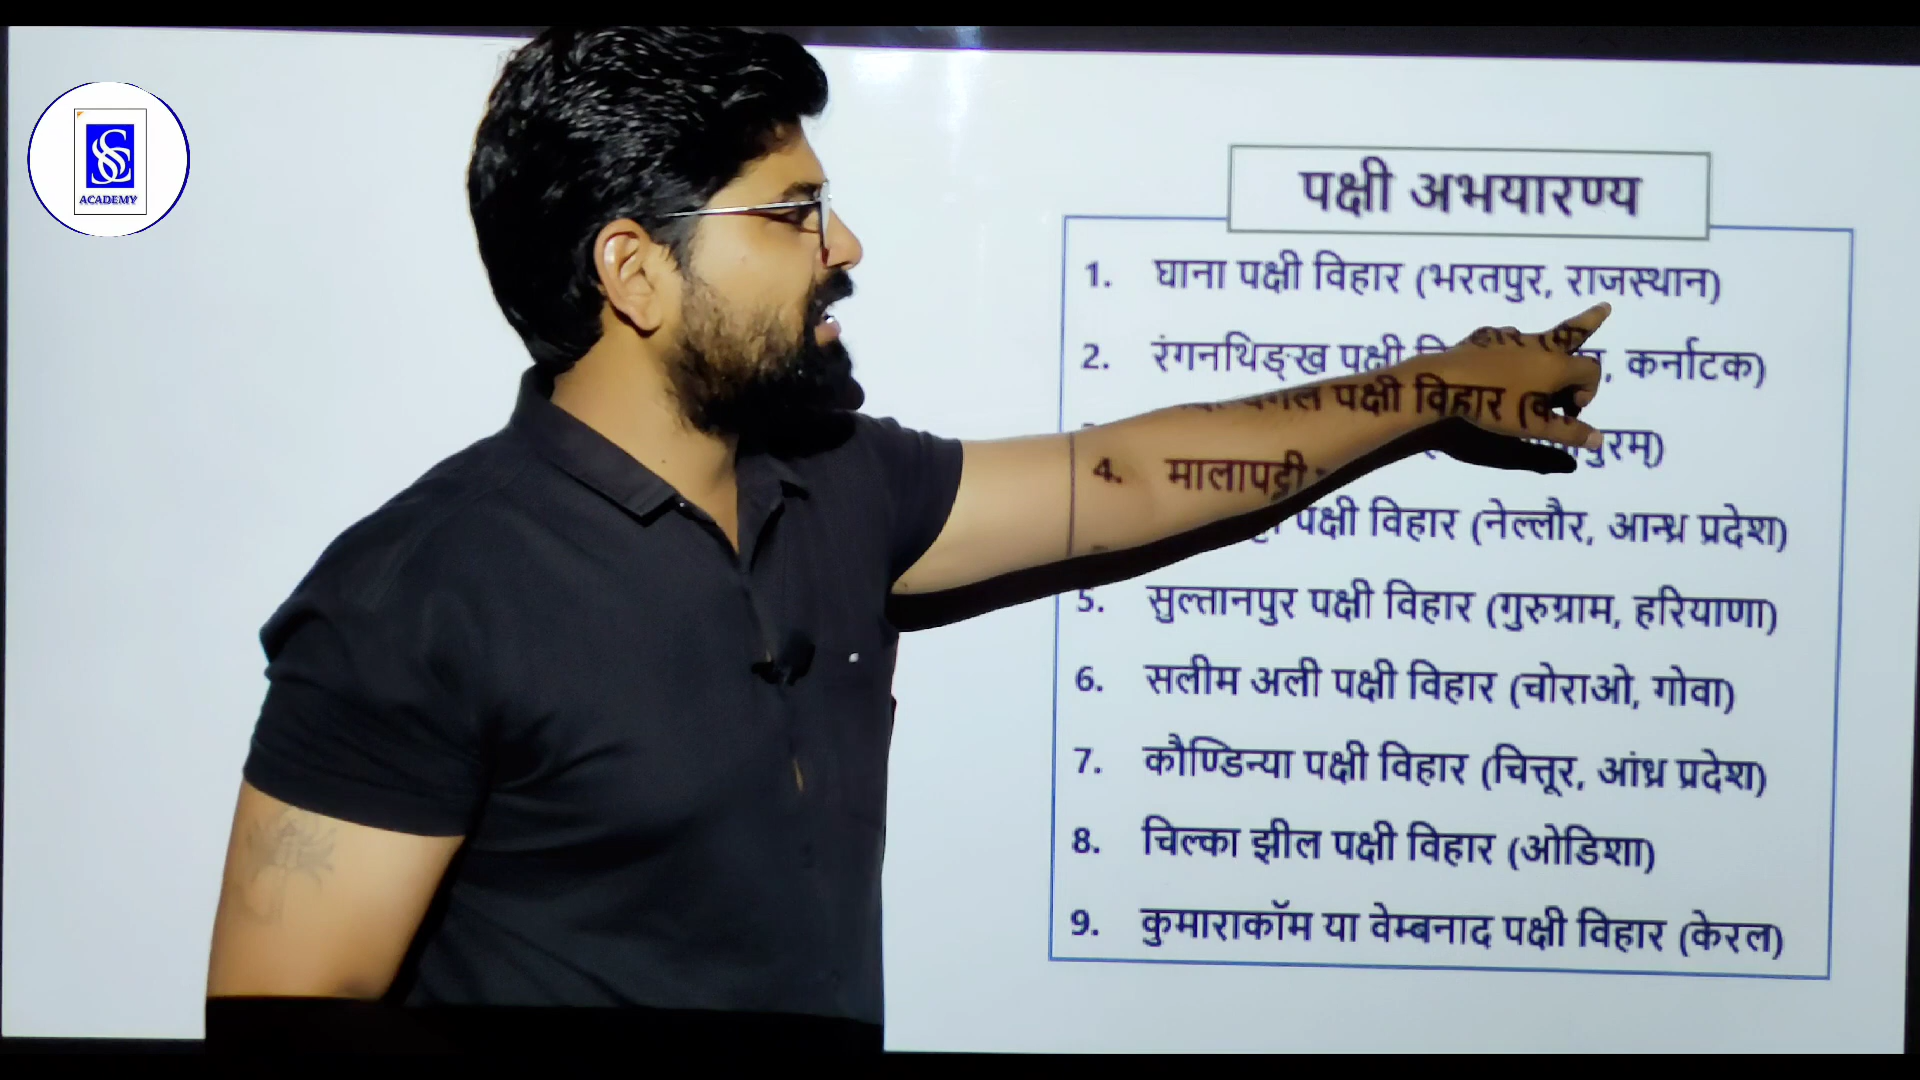 SSC
ACADEMY
पक्षी अभयारण्य
1. घाना पक्षी विहार (भरतपुर, राजस्थान)
2. रंगनथिङ्ख पक्षी कर्नाटक)
पक्षी विहार
4. मालापट्टी पक्षी विहार (नेल्लौर, आन्ध्र प्रदेश)
5. सुल्तानपुर पक्षी विहार (गुरुग्राम, हरियाणा)
6. सलीम अली पक्षी विहार (चोराओ, गोवा)
7. कौण्डिन्या पक्षी विहार (चित्तूर, आंध्र प्रदेश)
8. चिल्का झील पक्षी विहार (ओडिशा)
9. कुमाराकॉम या वेम्बनाद पक्षी विहार (केरल)